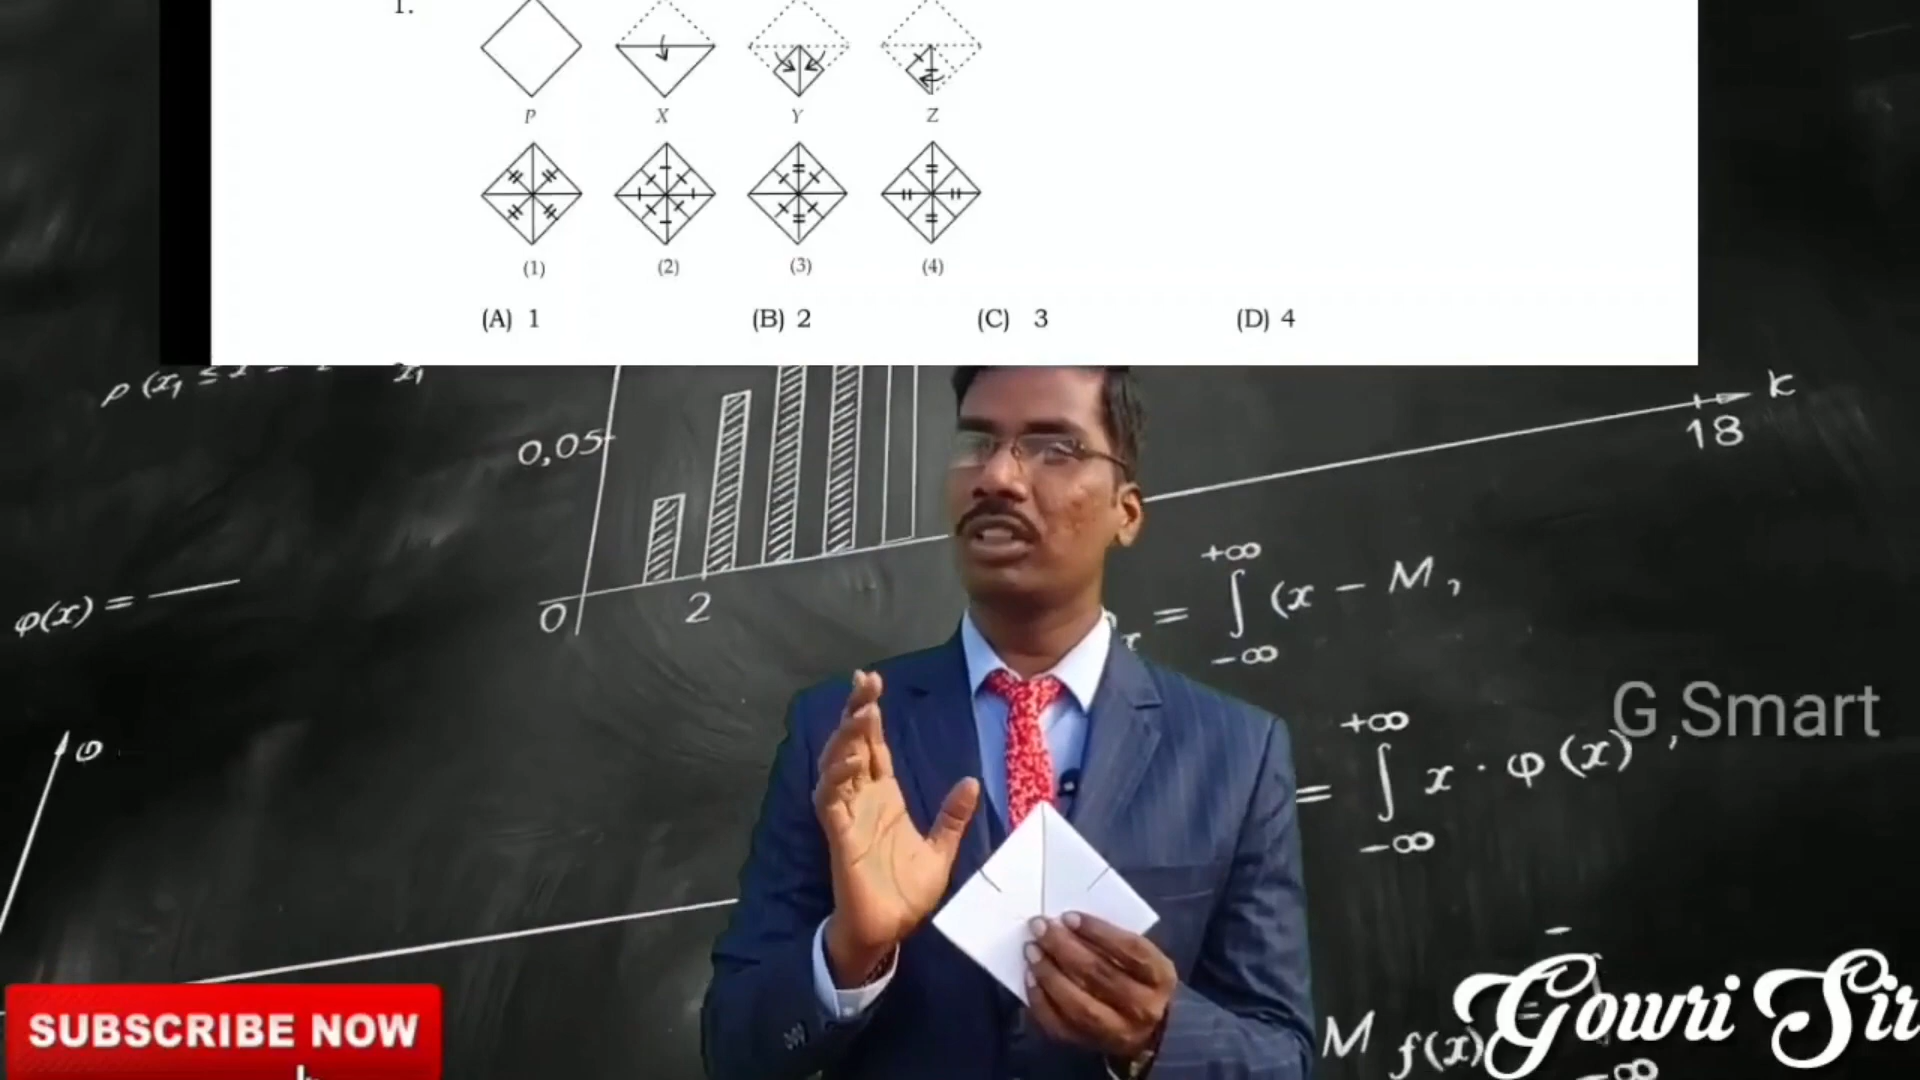 1.
P X Y Z
(1) (2) (3) (4)
(A) 1 (B) 2 (C) 3 (D) 4
0,05
k
18
φ(x) =
0 2
= ∫ (x − M,
+∞
−∞
G Smart
= ∫ x · φ(x),
+∞
−∞
SUBSCRIBE NOW
M f(x) =
Gowri Sir